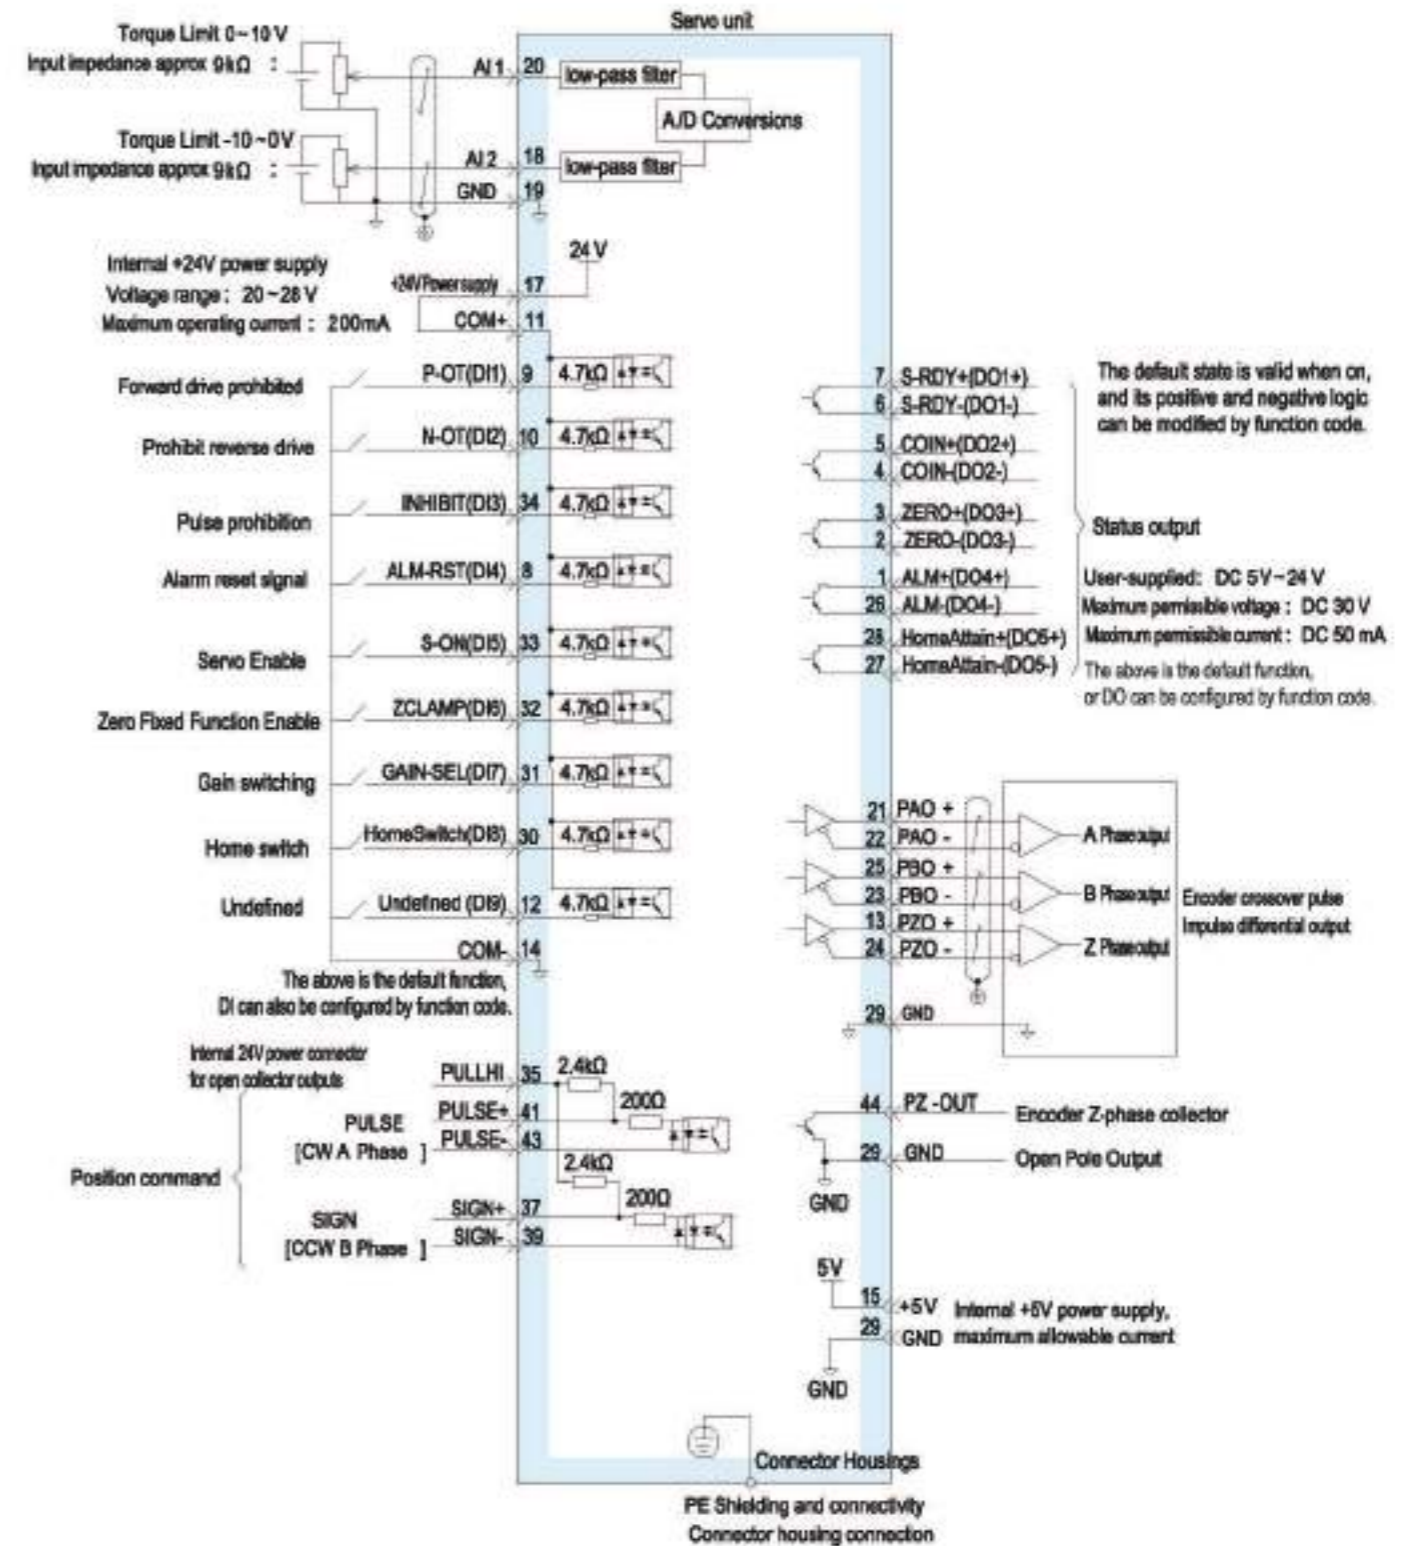 Servo unit
Torque Limit 0~10 V
Input impedance approx 9kΩ :
AI 1
20
low-pass filter
A/D Conversions
Torque Limit -10~0V
Input impedance approx 9kΩ :
AI 2
18
low-pass filter
GND
19
24 V
Internal +24V power supply
Voltage range : 20~28 V
Maximum operating current : 200mA
+24V Power supply
17
COM+
11
Forward drive prohibited
P-OT(DI1)
9
4.7kΩ
Prohibit reverse drive
N-OT(DI2)
10
4.7kΩ
Pulse prohibition
INHIBIT(DI3)
34
4.7kΩ
Alarm reset signal
ALM-RST(DI4)
8
4.7kΩ
Servo Enable
S-ON(DI5)
33
4.7kΩ
Zero Fixed Function Enable
ZCLAMP(DI6)
32
4.7kΩ
Gain switching
GAIN-SEL(DI7)
31
4.7kΩ
Home switch
HomeSwitch(DI8)
30
4.7kΩ
Undefined
Undefined (DI9)
12
4.7kΩ
COM-
14
The above is the default function,
DI can also be configured by function code.
Internal 24V power connector
for open collector outputs
PULLHI
35
2.4kΩ
PULSE
[CW A Phase ]
PULSE+
41
200Ω
PULSE-
43
2.4kΩ
Position command
SIGN
[CCW B Phase ]
SIGN+
37
200Ω
SIGN-
39
7
S-RDY+(DO1+)
6
S-RDY-(DO1-)
5
COIN+(DO2+)
4
COIN-(DO2-)
3
ZERO+(DO3+)
2
ZERO-(DO3-)
1
ALM+(DO4+)
26
ALM-(DO4-)
28
HomeAttain+(DO5+)
27
HomeAttain-(DO5-)
The default state is valid when on,
and its positive and negative logic
can be modified by function code.
Status output
User-supplied: DC 5V~24 V
Maximum permissible voltage : DC 30 V
Maximum permissible current : DC 50 mA
The above is the default function,
or DO can be configured by function code.
21
PAO +
22
PAO -
A Phase output
25
PBO +
23
PBO -
B Phase output
13
PZO +
24
PZO -
Z Phase output
Encoder crossover pulse
Impulse differential output
29
GND
44
PZ -OUT
Encoder Z-phase collector
29
GND
Open Pole Output
GND
5V
15
+5V
29
GND
Internal +5V power supply,
maximum allowable current
GND
Connector Housings
PE Shielding and connectivity
Connector housing connection